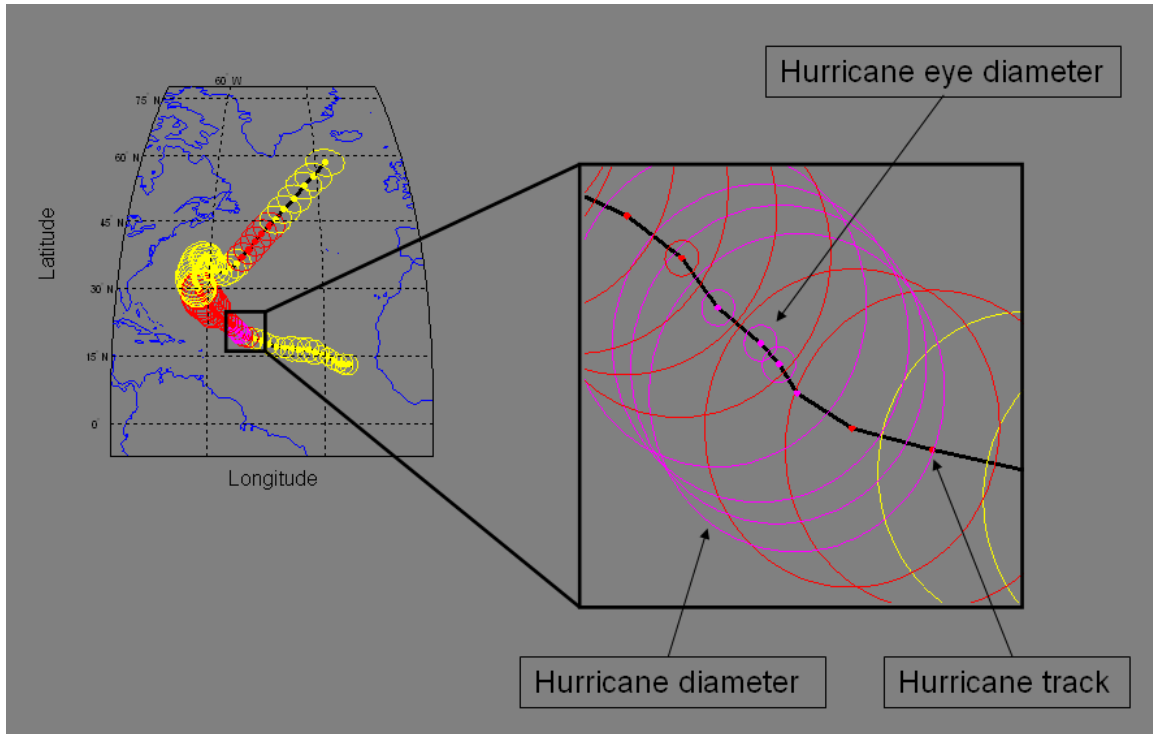 Hurricane eye diameter
60° W
75° N
60° N
45° N
30° N
15° N
0°
Latitude
Longitude
Hurricane diameter
Hurricane track